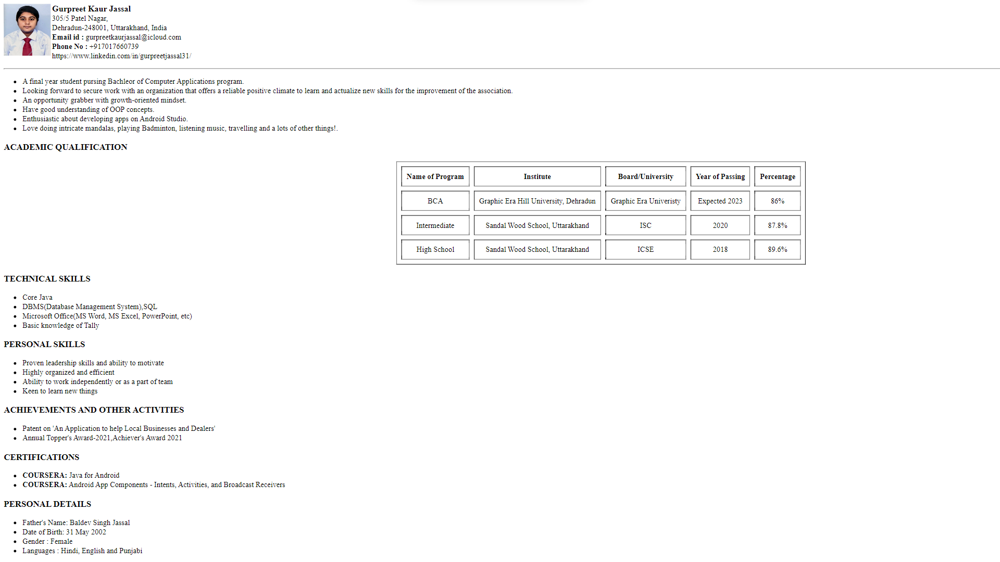 Gurpreet Kaur Jassal
305/5 Patel Nagar,
Dehradun-248001, Uttarakhand, India
Email id : gurpreetkaurjassal@icloud.com
Phone No : +917017660739
https://www.linkedin.com/in/gurpreetjassal31/
A final year student pursing Bachleor of Computer Applications program.
Looking forward to secure work with an organization that offers a reliable positive climate to learn and actualize new skills for the improvement of the association.
An opportunity grabber with growth-oriented mindset.
Have good understanding of OOP concepts.
Enthusiastic about developing apps on Android Studio.
Love doing intricate mandalas, playing Badminton, listening music, travelling and a lots of other things!.
ACADEMIC QUALIFICATION
Name of Program Institute Board/University Year of Passing Percentage
BCA Graphic Era Hill University, Dehradun Graphic Era Univeristy Expected 2023 86%
Intermediate Sandal Wood School, Uttarakhand ISC 2020 87.8%
High School Sandal Wood School, Uttarakhand ICSE 2018 89.6%
TECHNICAL SKILLS
Core Java
DBMS(Database Management System),SQL
Microsoft Office(MS Word, MS Excel, PowerPoint, etc)
Basic knowledge of Tally
PERSONAL SKILLS
Proven leadership skills and ability to motivate
Highly organized and efficient
Ability to work independently or as a part of team
Keen to learn new things
ACHIEVEMENTS AND OTHER ACTIVITIES
Patent on 'An Application to help Local Businesses and Dealers'
Annual Topper's Award-2021,Achiever's Award 2021
CERTIFICATIONS
COURSERA: Java for Android
COURSERA: Android App Components - Intents, Activities, and Broadcast Receivers
PERSONAL DETAILS
Father's Name: Baldev Singh Jassal
Date of Birth: 31 May 2002
Gender : Female
Languages : Hindi, English and Punjabi